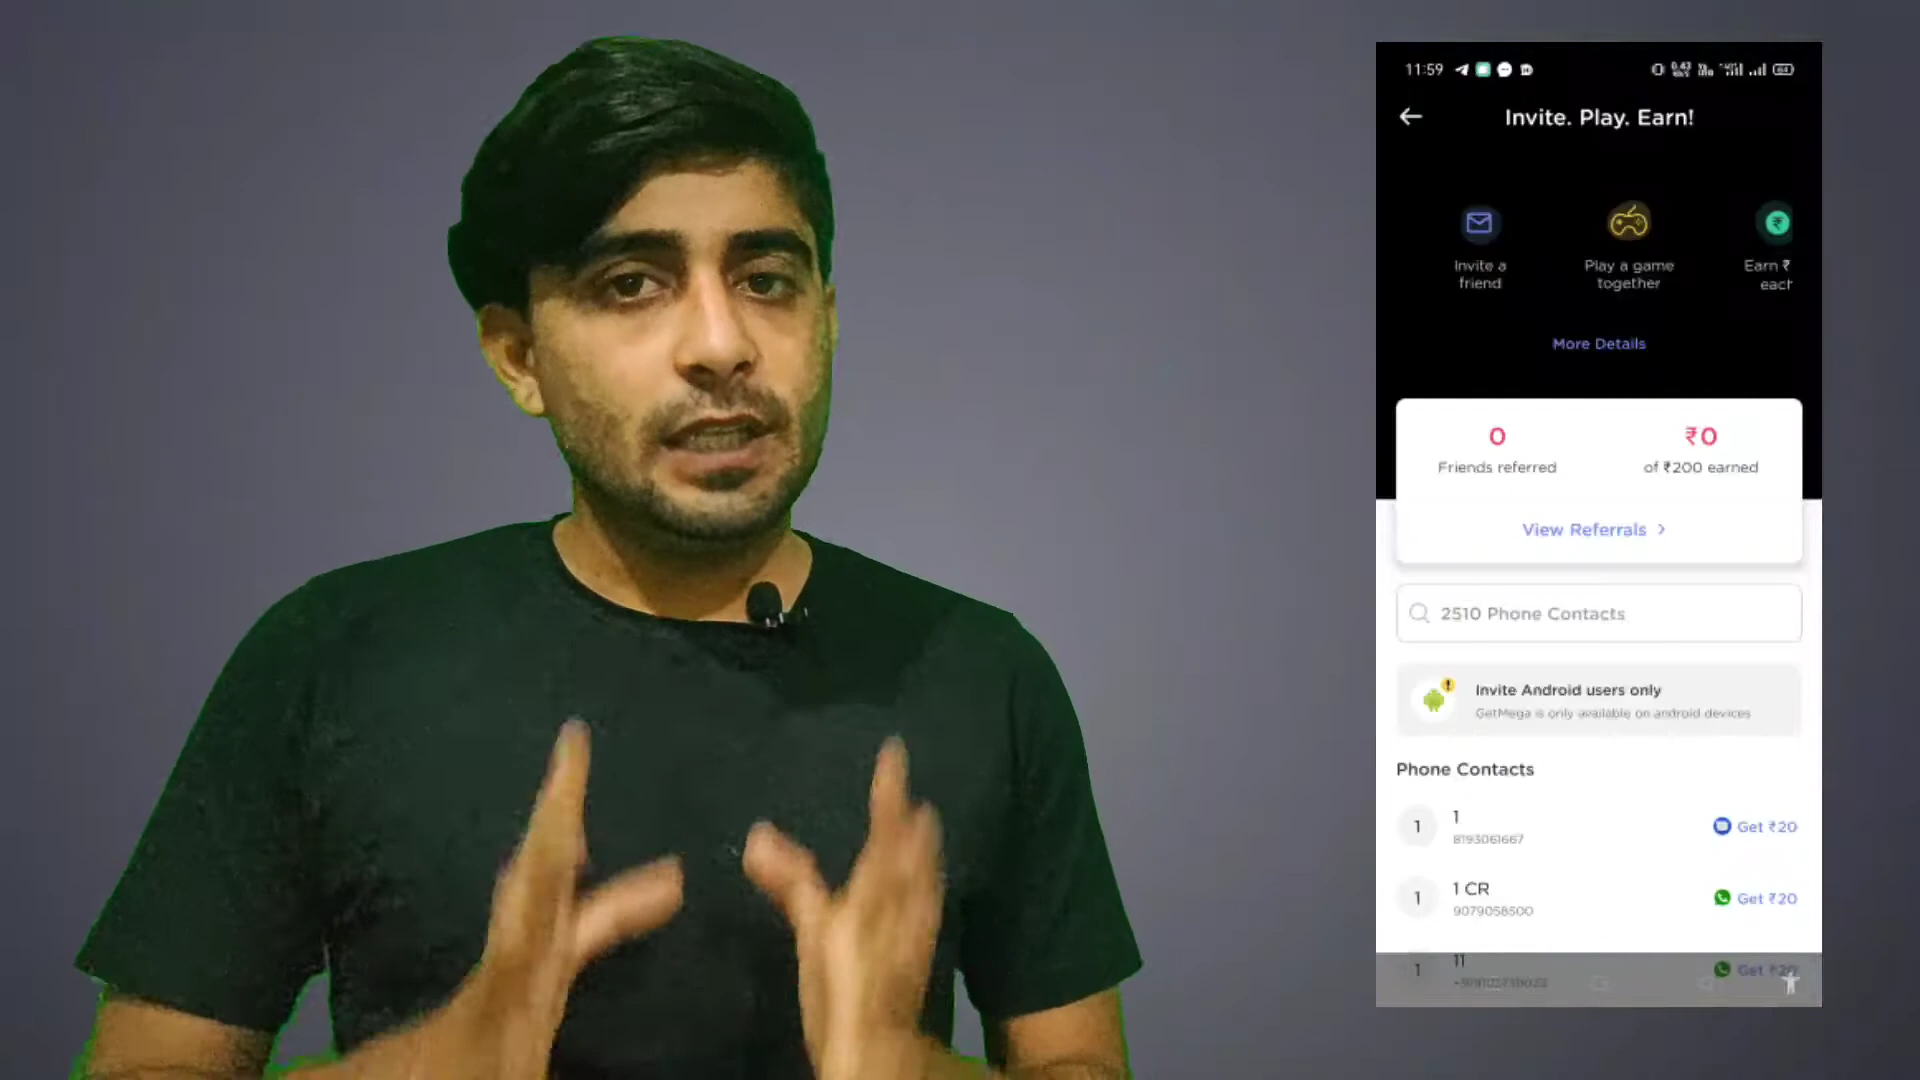 11:59
Invite. Play. Earn!
Invite a
friend
Play a game
together
Earn ₹
each
More Details
0
Friends referred
₹0
of ₹200 earned
View Referrals
2510 Phone Contacts
Invite Android users only
GetMega is only available on android devices
Phone Contacts
1
1
8193061667
Get ₹20
1
1 CR
9079058500
Get ₹20
1
11
Get ₹20